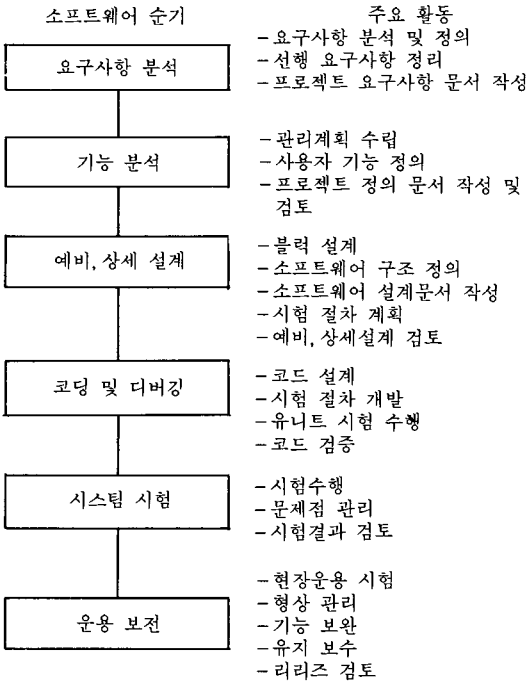 소프트웨어 순기
주요 활동
요구사항 분석
-요구사항 분석 및 정의
-선행 요구사항 정리
-프로젝트 요구사항 문서 작성
기능 분석
-관리계획 수립
-사용자 기능 정의
-프로젝트 정의 문서 작성 및
검토
예비, 상세 설계
-블럭 설계
-소프트웨어 구조 정의
-소프트웨어 설계문서 작성
-시험 절차 계획
-예비, 상세설계 검토
코딩 및 디버깅
-코드 설계
-시험 절차 개발
-유니트 시험 수행
-코드 검증
시스팀 시험
-시험수행
-문제점 관리
-시험결과 검토
운용 보전
-현장운용 시험
-형상 관리
-기능 보완
-유지 보수
-리리즈 검토